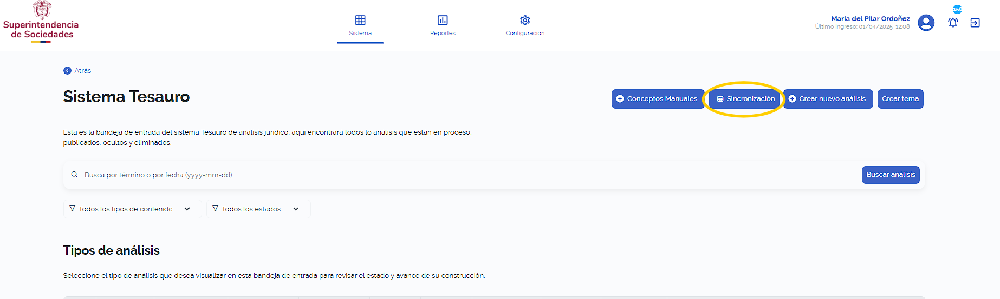 Superintendencia
de Sociedades
Sistema
Reportes
Configuración
María del Pilar Ordoñez
Último ingreso: 01/04/2025, 12:08
158
Atrás
Sistema Tesauro
Conceptos Manuales
Sincronización
Crear nuevo análisis
Crear tema
Esta es la bandeja de entrada del sistema Tesauro de análisis jurídico, aquí encontrará todos lo análisis que están en proceso,
publicados, ocultos y eliminados.
Busca por término o por fecha (yyyy-mm-dd)
Buscar análisis
Todos los tipos de contenido
Todos los estados
Tipos de análisis
Seleccione el tipo de análisis que desea visualizar en esta bandeja de entrada para revisar el estado y avance de su construcción.